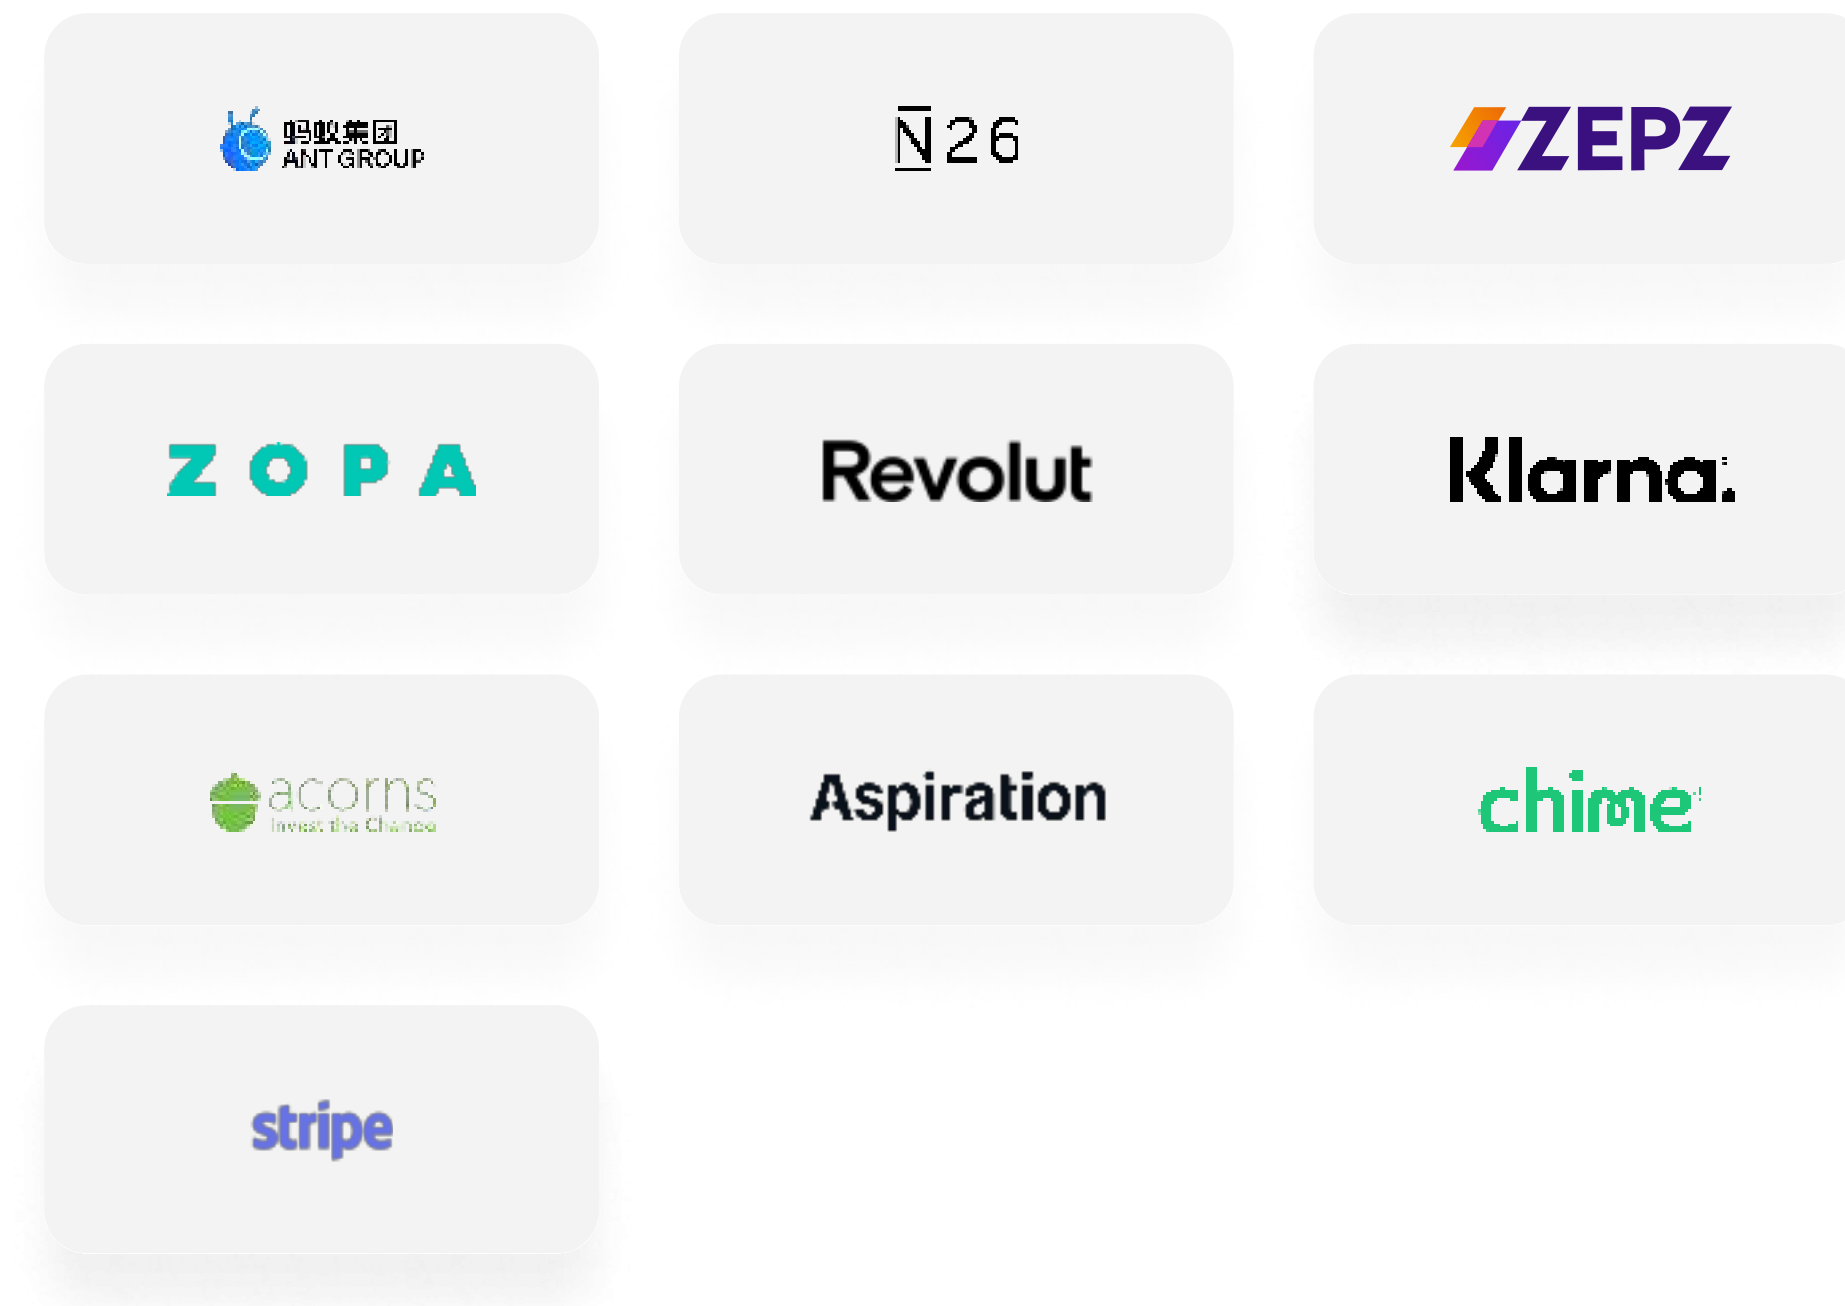 蚂蚁集团
ANT GROUP
N26
ZEPZ
ZOPA
Revolut
Klarna.
acorns
Invest the Change
Aspiration
chime
stripe